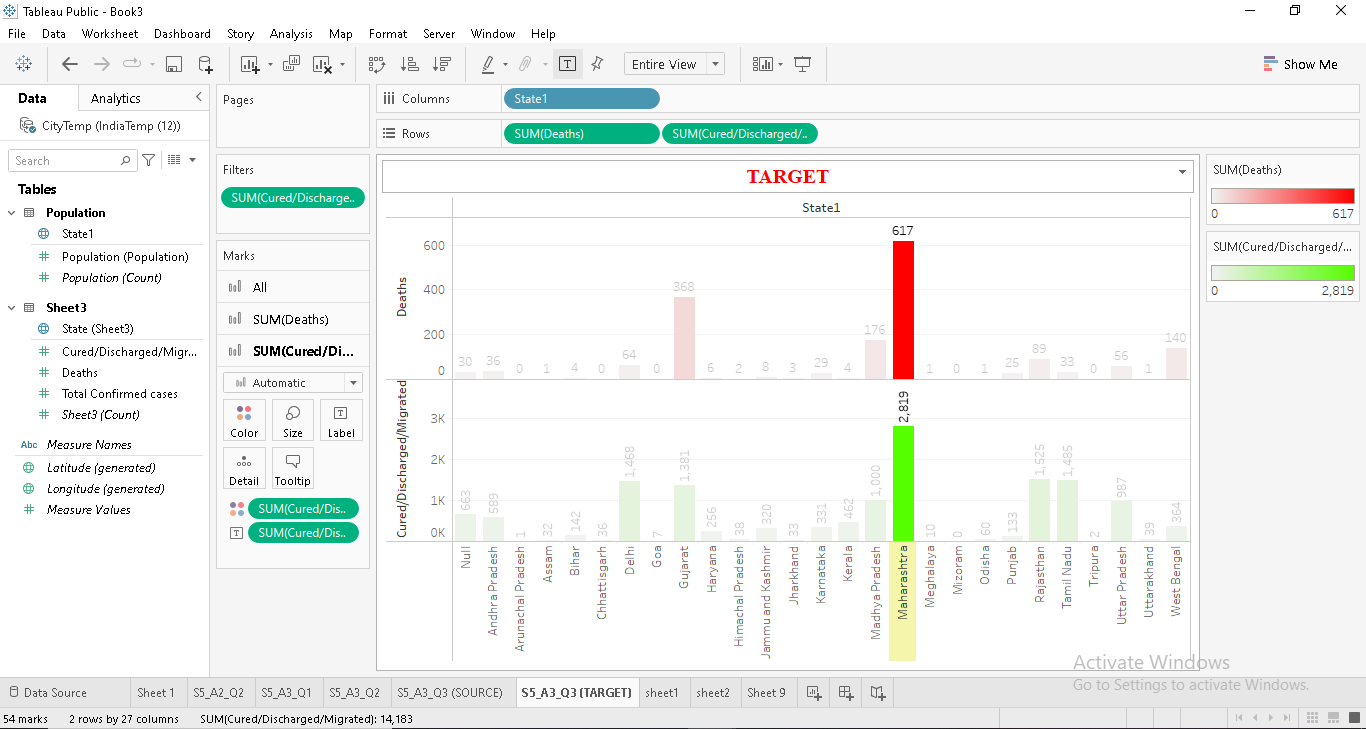 Tableau Public - Book3
File Data Worksheet Dashboard Story Analysis Map Format Server Window Help
Entire View
Show Me
Data Analytics
CityTemp (IndiaTemp (12))
Search
Tables
Population
State1
Population (Population)
Population (Count)
Sheet3
State (Sheet3)
Cured/Discharged/Migr...
Deaths
Total Confirmed cases
Sheet3 (Count)
Abc Measure Names
Latitude (generated)
Longitude (generated)
Measure Values
Pages
Filters
SUM(Cured/Discharge..
Marks
All
SUM(Deaths)
SUM(Cured/Di...
Automatic
Color Size Label
Detail Tooltip
SUM(Cured/Dis..
SUM(Cured/Dis..
Columns State1
Rows SUM(Deaths) SUM(Cured/Discharged/..
TARGET
State1
Deaths
600
400
200
0
30 36 0 1 4 0 64 0 368 6 2 8 3 29 4 176 617 1 0 1 25 89 33 0 56 1 140
Cured/Discharged/Migrated
3K
2K
1K
0K
663 589 1 32 142 36 1,468 7 1,381 256 38 320 33 331 462 1,000 2,819 10 0 60 133 1,525 1,485 2 987 39 364
Null
Andhra Pradesh
Arunachal Pradesh
Assam
Bihar
Chhattisgarh
Delhi
Goa
Gujarat
Haryana
Himachal Pradesh
Jammu and Kashmir
Jharkhand
Karnataka
Kerala
Madhya Pradesh
Maharashtra
Meghalaya
Mizoram
Odisha
Punjab
Rajasthan
Tamil Nadu
Tripura
Uttar Pradesh
Uttarakhand
West Bengal
SUM(Deaths)
0 617
SUM(Cured/Discharged/...
0 2,819
Activate Windows
Go to Settings to activate Windows.
Data Source Sheet 1 S5_A2_Q2 S5_A3_Q1 S5_A3_Q2 S5_A3_Q3 (SOURCE) S5_A3_Q3 (TARGET) sheet1 sheet2 Sheet 9
54 marks 2 rows by 27 columns SUM(Cured/Discharged/Migrated): 14,183